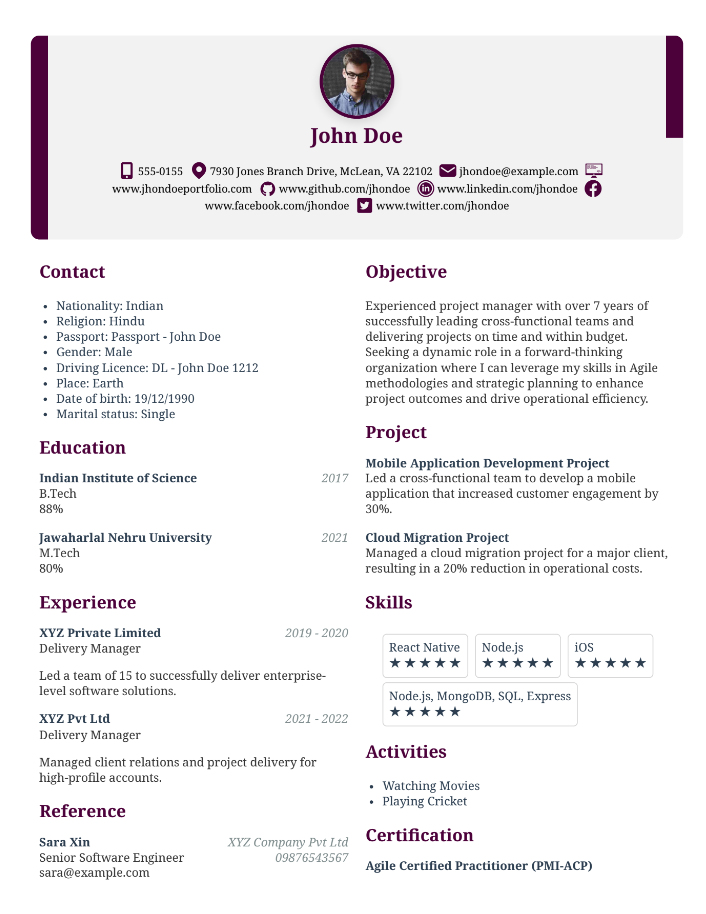 John Doe
555-0155 7930 Jones Branch Drive, McLean, VA 22102 jhondoe@example.com
www.jhondoeportfolio.com www.github.com/jhondoe www.linkedin.com/jhondoe
www.facebook.com/jhondoe www.twitter.com/jhondoe
Contact
• Nationality: Indian
• Religion: Hindu
• Passport: Passport - John Doe
• Gender: Male
• Driving Licence: DL - John Doe 1212
• Place: Earth
• Date of birth: 19/12/1990
• Marital status: Single
Education
Indian Institute of Science 2017
B.Tech
88%
Jawaharlal Nehru University 2021
M.Tech
80%
Experience
XYZ Private Limited 2019 - 2020
Delivery Manager
Led a team of 15 to successfully deliver enterprise-
level software solutions.
XYZ Pvt Ltd 2021 - 2022
Delivery Manager
Managed client relations and project delivery for
high-profile accounts.
Reference
Sara Xin XYZ Company Pvt Ltd
Senior Software Engineer 09876543567
sara@example.com
Objective
Experienced project manager with over 7 years of
successfully leading cross-functional teams and
delivering projects on time and within budget.
Seeking a dynamic role in a forward-thinking
organization where I can leverage my skills in Agile
methodologies and strategic planning to enhance
project outcomes and drive operational efficiency.
Project
Mobile Application Development Project
Led a cross-functional team to develop a mobile
application that increased customer engagement by
30%.
Cloud Migration Project
Managed a cloud migration project for a major client,
resulting in a 20% reduction in operational costs.
Skills
React Native Node.js iOS
★★★★★ ★★★★★ ★★★★★
Node.js, MongoDB, SQL, Express
★★★★★
Activities
• Watching Movies
• Playing Cricket
Certification
Agile Certified Practitioner (PMI-ACP)